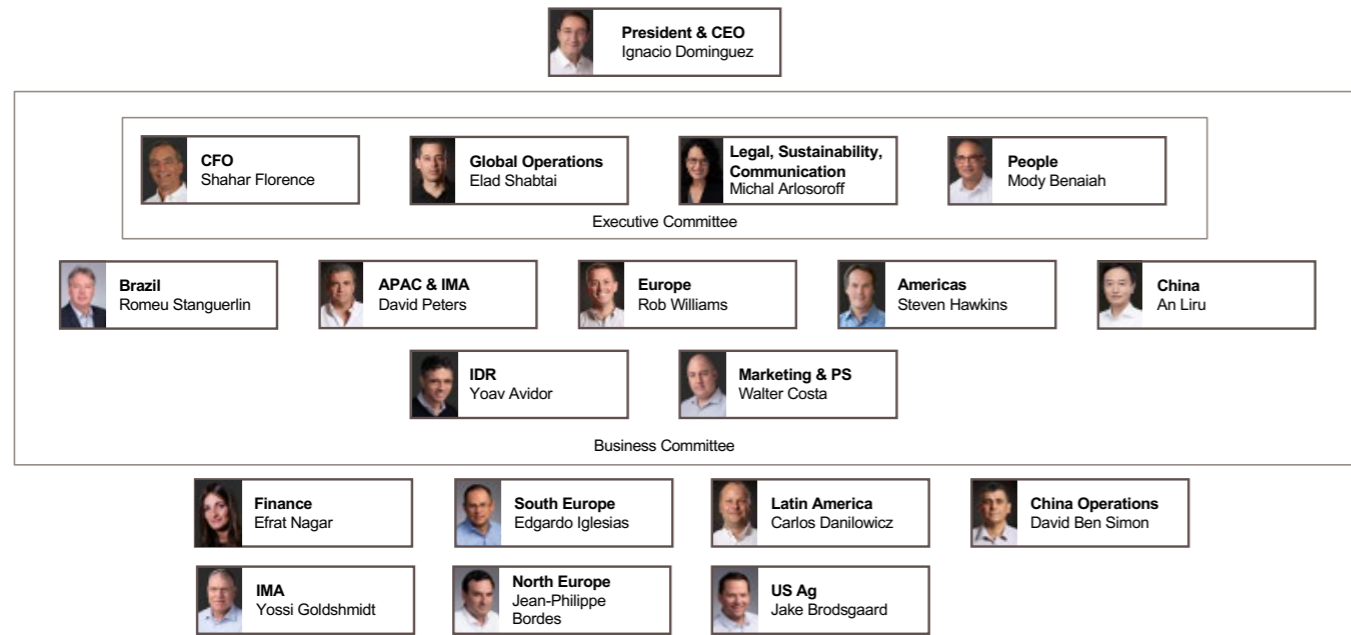 President & CEO
Ignacio Dominguez
CFO
Shahar Florence
Global Operations
Elad Shabtai
Legal, Sustainability,
Communication
Michal Arlosoroff
People
Mody Benaiah
Executive Committee
Brazil
Romeu Stanguerlin
APAC & IMA
David Peters
Europe
Rob Williams
Americas
Steven Hawkins
China
An Liru
IDR
Yoav Avidor
Marketing & PS
Walter Costa
Business Committee
Finance
Efrat Nagar
South Europe
Edgardo Iglesias
Latin America
Carlos Danilowicz
China Operations
David Ben Simon
IMA
Yossi Goldshmidt
North Europe
Jean-Philippe
Bordes
US Ag
Jake Brodsgaard